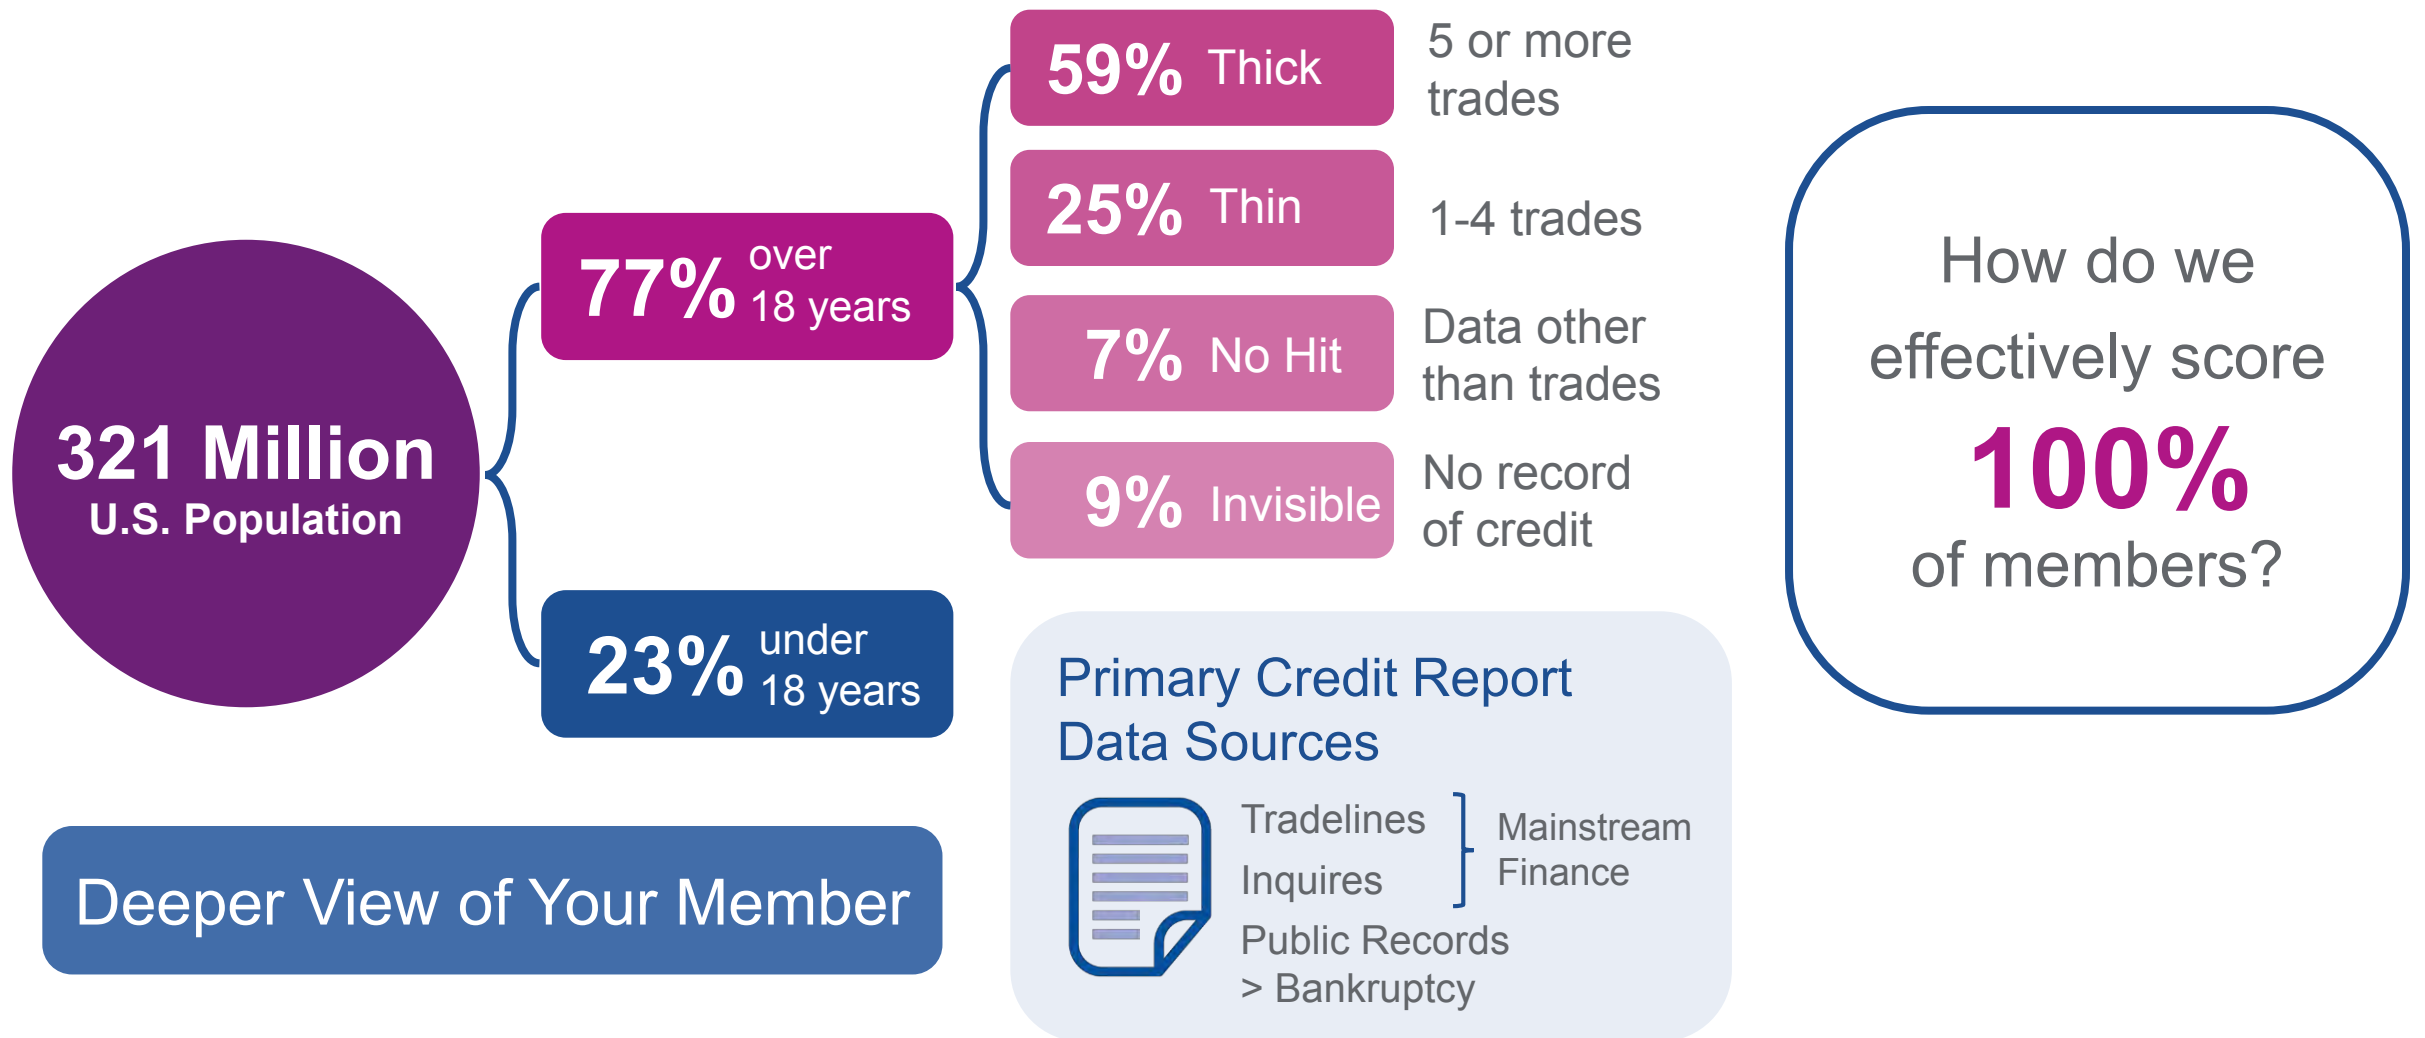 321 Million
U.S. Population
77% over
18 years
23% under
18 years
59% Thick
5 or more
trades
25% Thin
1-4 trades
7% No Hit
Data other
than trades
9% Invisible
No record
of credit
How do we
effectively score
100%
of members?
Primary Credit Report
Data Sources
Tradelines
Inquires
Mainstream
Finance
Public Records
> Bankruptcy
Deeper View of Your Member